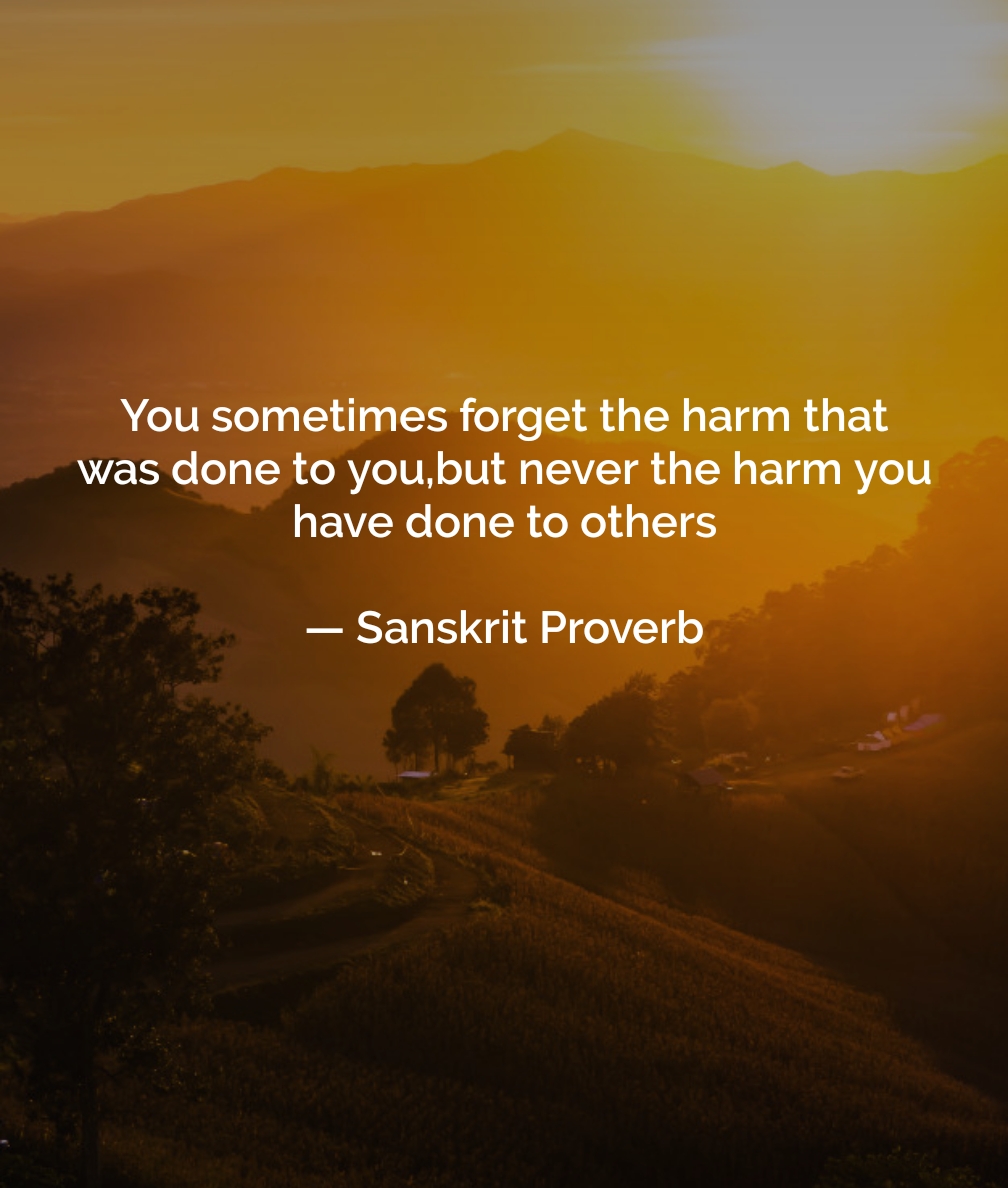 You sometimes forget the harm that
was done to you,but never the harm you
have done to others
— Sanskrit Proverb